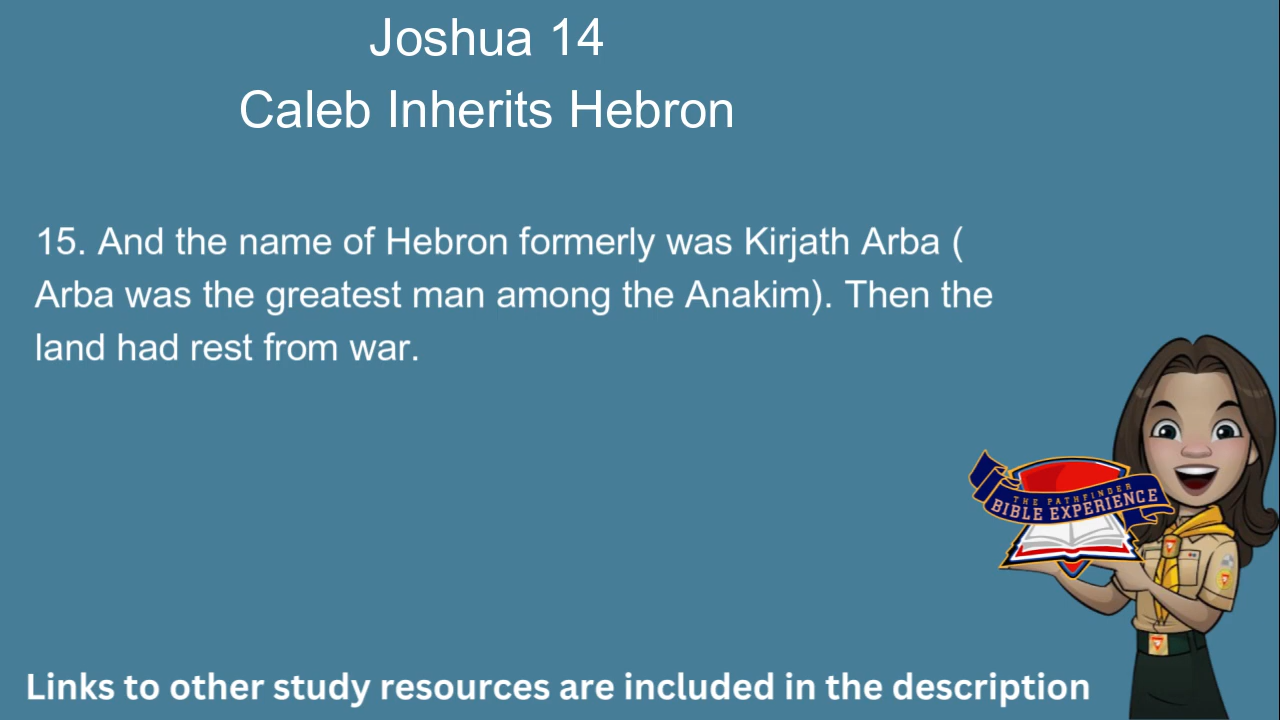 Joshua 14
Caleb Inherits Hebron
15. And the name of Hebron formerly was Kirjath Arba (
Arba was the greatest man among the Anakim). Then the
land had rest from war.
THE PATHFINDER
BIBLE EXPERIENCE
Links to other study resources are included in the description